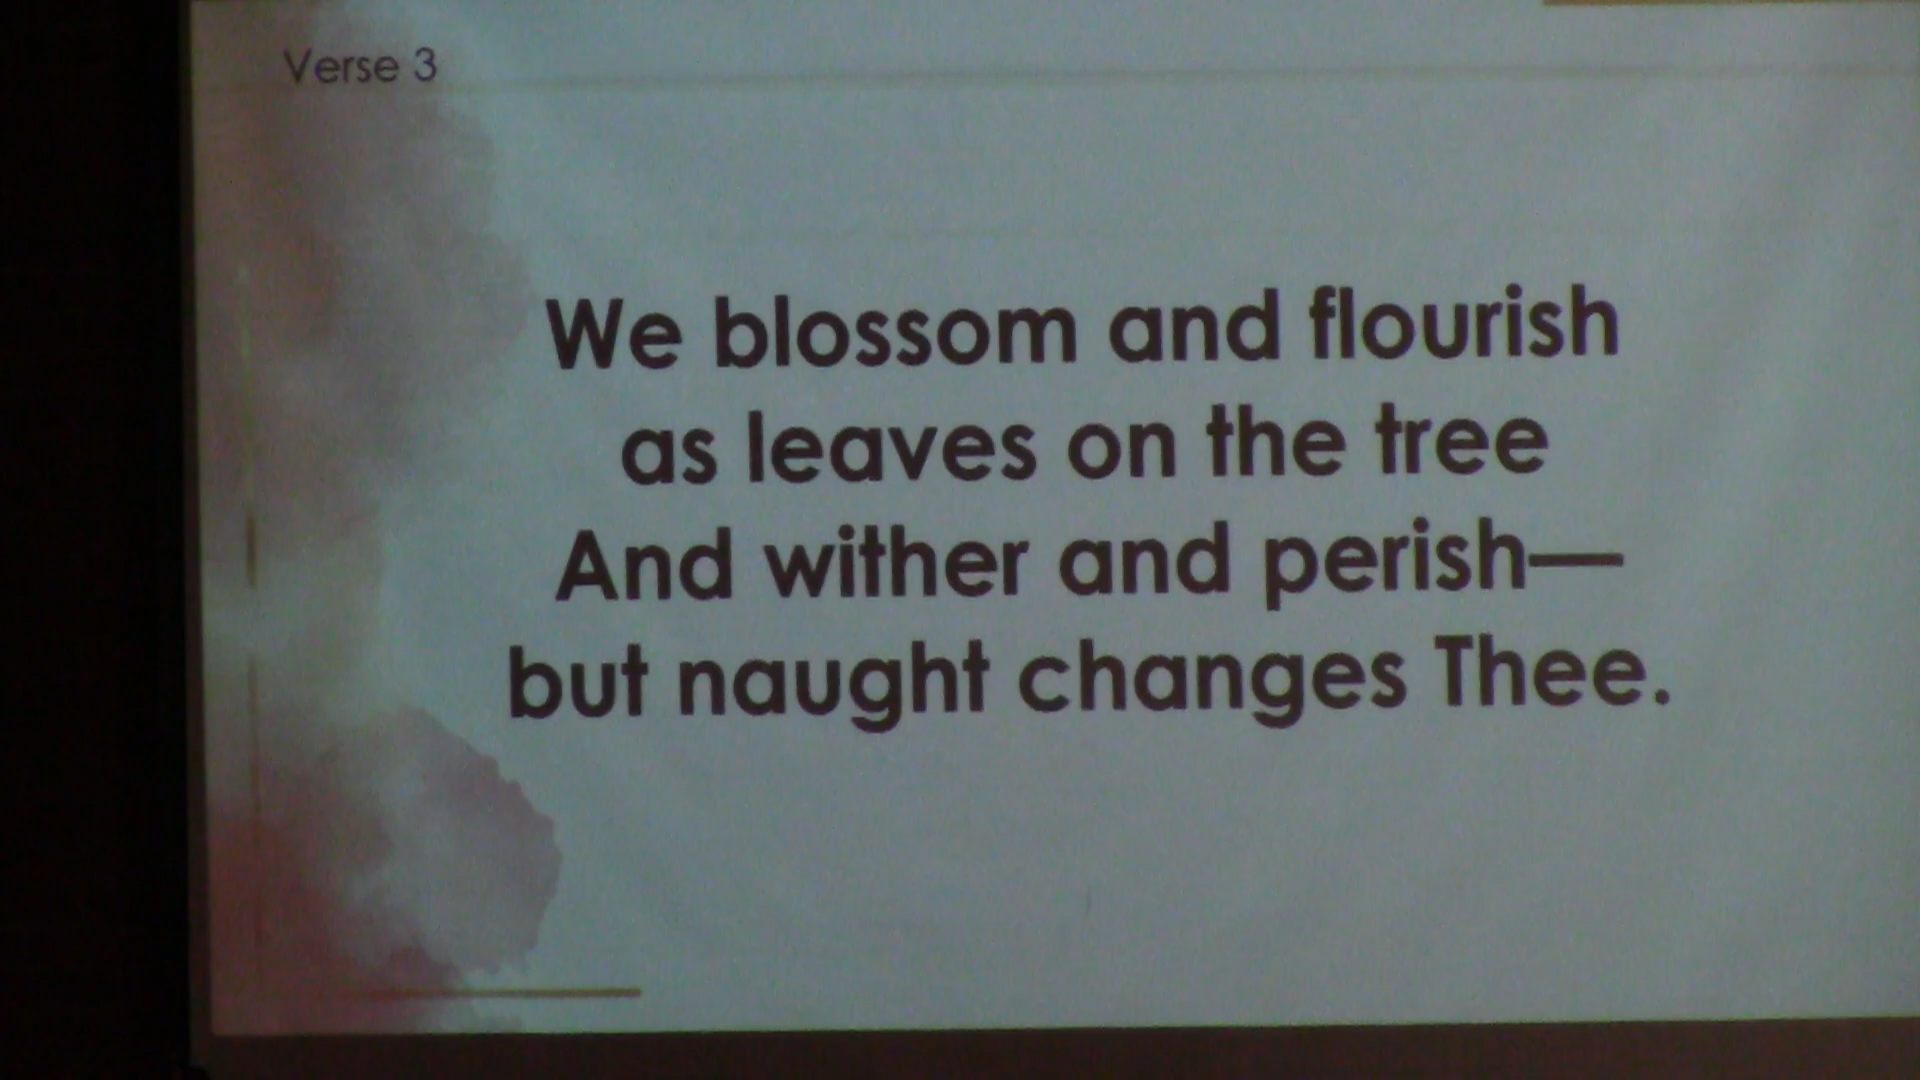 Verse 3
We blossom and flourish
as leaves on the tree
And wither and perish—
but naught changes Thee.